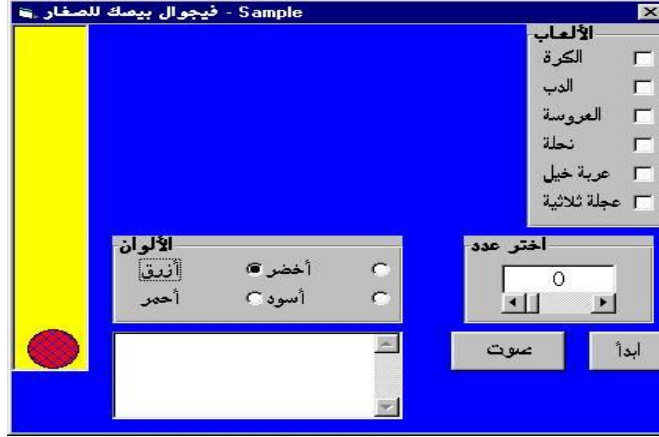 فيجوال بيسك للصغار - Sample
الألعاب
الكرة
الدب
العروسة
نحلة
عربة خيل
عجلة ثلاثية
الألوان
أخضر أزرق
أسود أحمر
اختر عدد
0
صوت
ابدأ